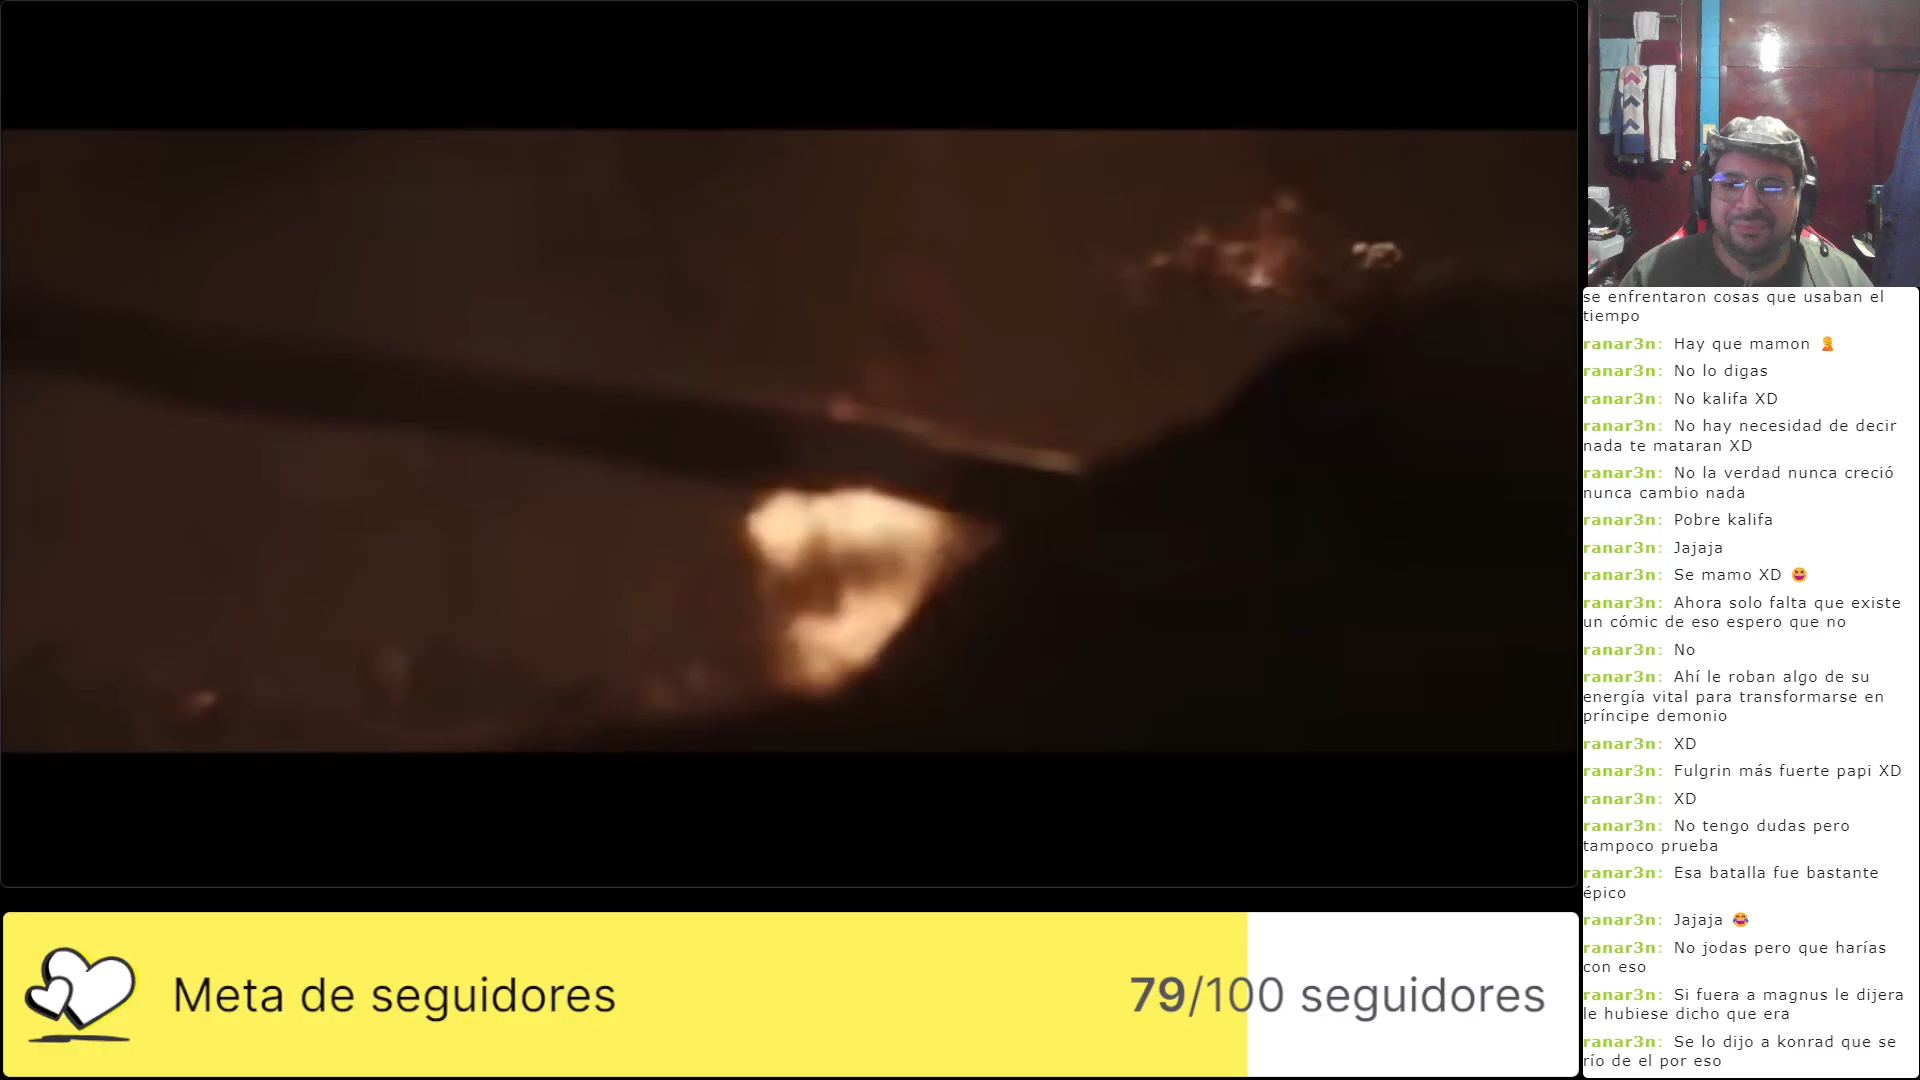 se enfrentaron cosas que usaban el
tiempo
ranar3n: Hay que mamon 🤦
ranar3n: No lo digas
ranar3n: No kalifa XD
ranar3n: No hay necesidad de decir
nada te mataran XD
ranar3n: No la verdad nunca creció
nunca cambio nada
ranar3n: Pobre kalifa
ranar3n: Jajaja
ranar3n: Se mamo XD 😆
ranar3n: Ahora solo falta que existe
un cómic de eso espero que no
ranar3n: No
ranar3n: Ahí le roban algo de su
energía vital para transformarse en
príncipe demonio
ranar3n: XD
ranar3n: Fulgrin más fuerte papi XD
ranar3n: XD
ranar3n: No tengo dudas pero
tampoco prueba
ranar3n: Esa batalla fue bastante
épico
ranar3n: Jajaja 😂
ranar3n: No jodas pero que harías
con eso
ranar3n: Si fuera a magnus le dijera
le hubiese dicho que era
ranar3n: Se lo dijo a konrad que se
río de el por eso
Meta de seguidores
79/100 seguidores